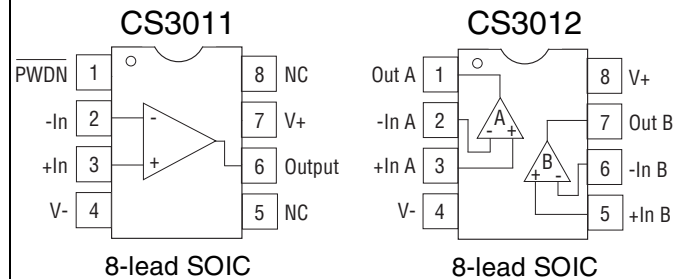 CS3011
PWDN 1
-In 2
+In 3
V- 4
8 NC
7 V+
6 Output
5 NC
-
+
8-lead SOIC
CS3012
Out A 1
-In A 2
+In A 3
V- 4
8 V+
7 Out B
6 -In B
5 +In B
A
- +
B
+ -
8-lead SOIC